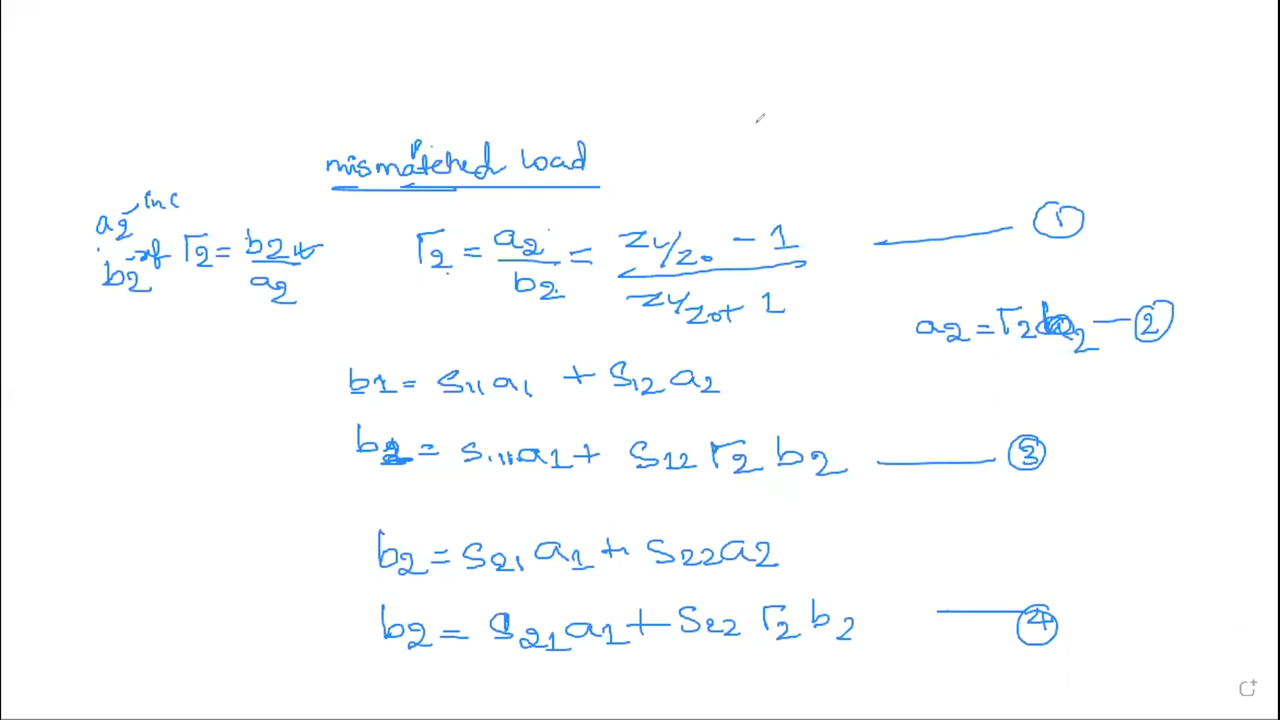 mismatched load
a2 inc
b2 ref Γ2 = b2/a2
Γ2 = a2/b2 = (ZL/Z0 - 1)/(ZL/Z0 + 1) — ①
a2 = Γ2 b2 — ②
b1 = S11 a1 + S12 a2
= S11 a1 + S12 Γ2 b2 — ③
b2 = S21 a1 + S22 a2
b2 = S21 a1 + S22 Γ2 b2 — ④